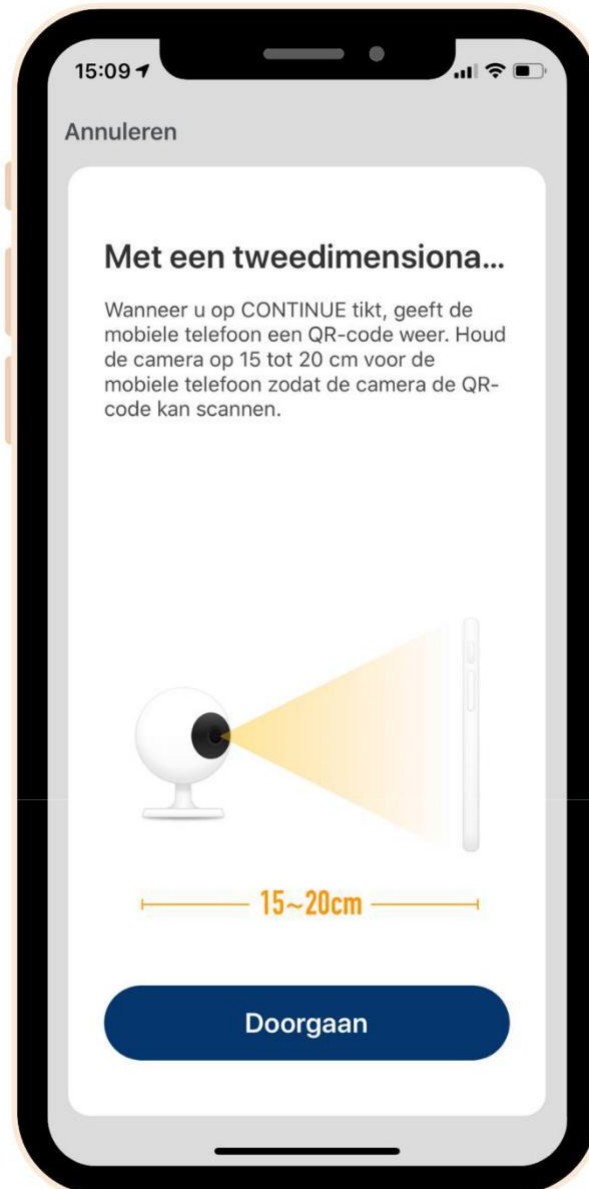 15:09
Annuleren
Met een tweedimensiona...
Wanneer u op CONTINUE tikt, geeft de
mobiele telefoon een QR-code weer. Houd
de camera op 15 tot 20 cm voor de
mobiele telefoon zodat de camera de QR-
code kan scannen.
15~20cm
Doorgaan